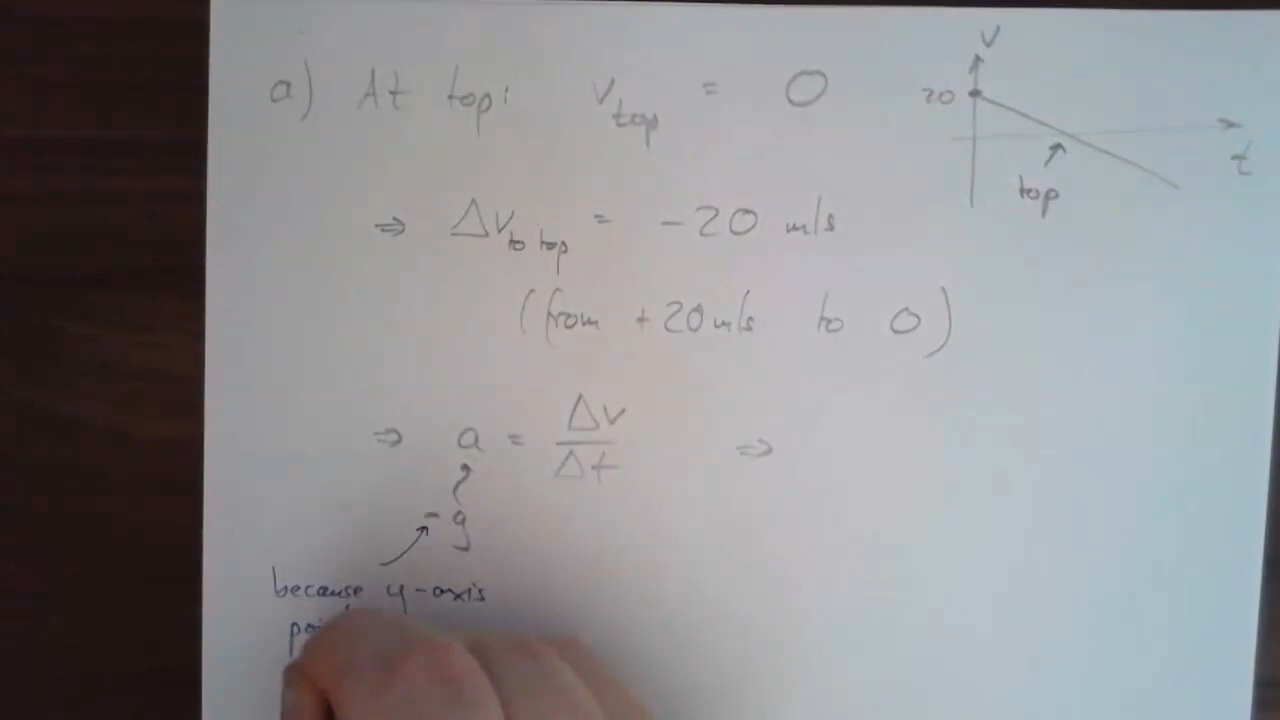 a) At top: v_top = 0
v
20
t
top
⇒ Δv_to top = -20 m/s
(from +20 m/s to 0)
⇒ a = Δv/Δt ⇒
-g
because y-axis